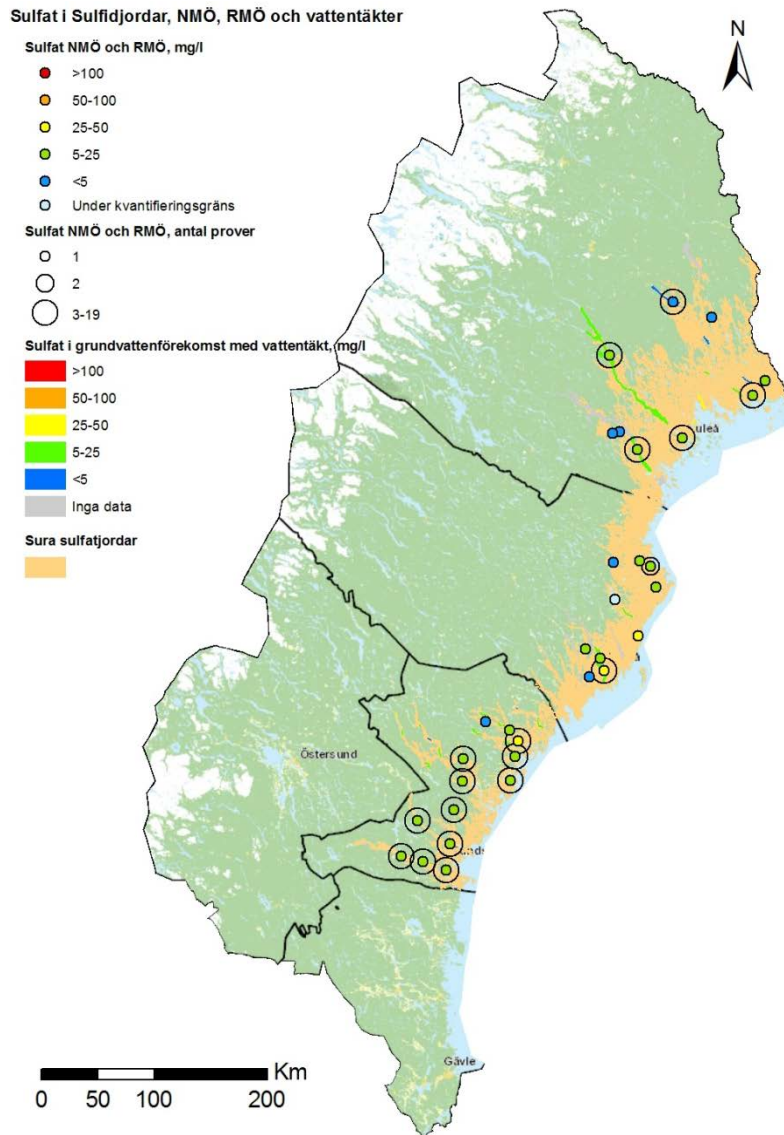 Sulfat i Sulfidjordar, NMÖ, RMÖ och vattentäkter
Sulfat NMÖ och RMÖ, mg/l
>100
50-100
25-50
5-25
<5
Under kvantifieringsgräns
Sulfat NMÖ och RMÖ, antal prover
1
2
3-19
Sulfat i grundvattenförekomst med vattentäkt, mg/l
>100
50-100
25-50
5-25
<5
Inga data
Sura sulfatjordar
N
uleå
å
Östersund
unds
Gävle
Km
0 50 100 200